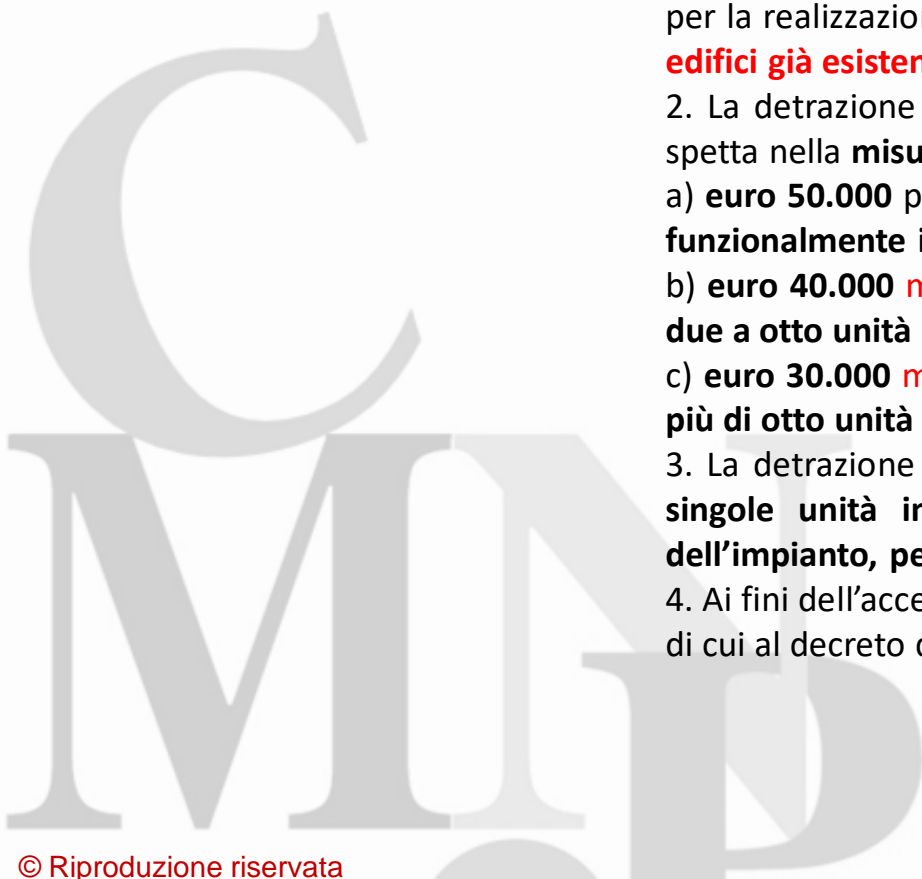 per la realizzazio
edifici già esisten
2. La detrazione
spetta nella misu
a) euro 50.000 p
funzionalmente i
b) euro 40.000 m
due a otto unità
c) euro 30.000 m
più di otto unità
3. La detrazione
singole unità in
dell’impianto, pe
4. Ai fini dell’acce
di cui al decreto d
C
MNP
© Riproduzione riservata